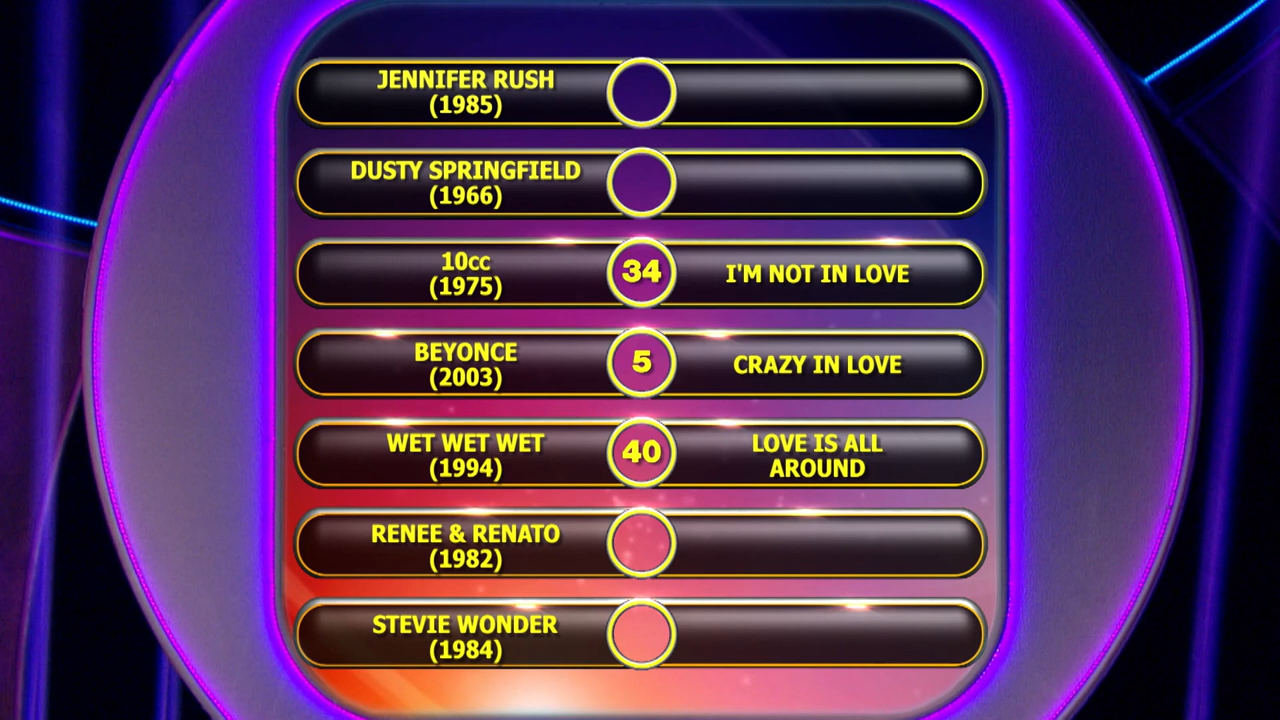 JENNIFER RUSH
(1985)
DUSTY SPRINGFIELD
(1966)
10cc
(1975)
34
I'M NOT IN LOVE
BEYONCE
(2003)
5
CRAZY IN LOVE
WET WET WET
(1994)
40
LOVE IS ALL
AROUND
RENEE & RENATO
(1982)
STEVIE WONDER
(1984)